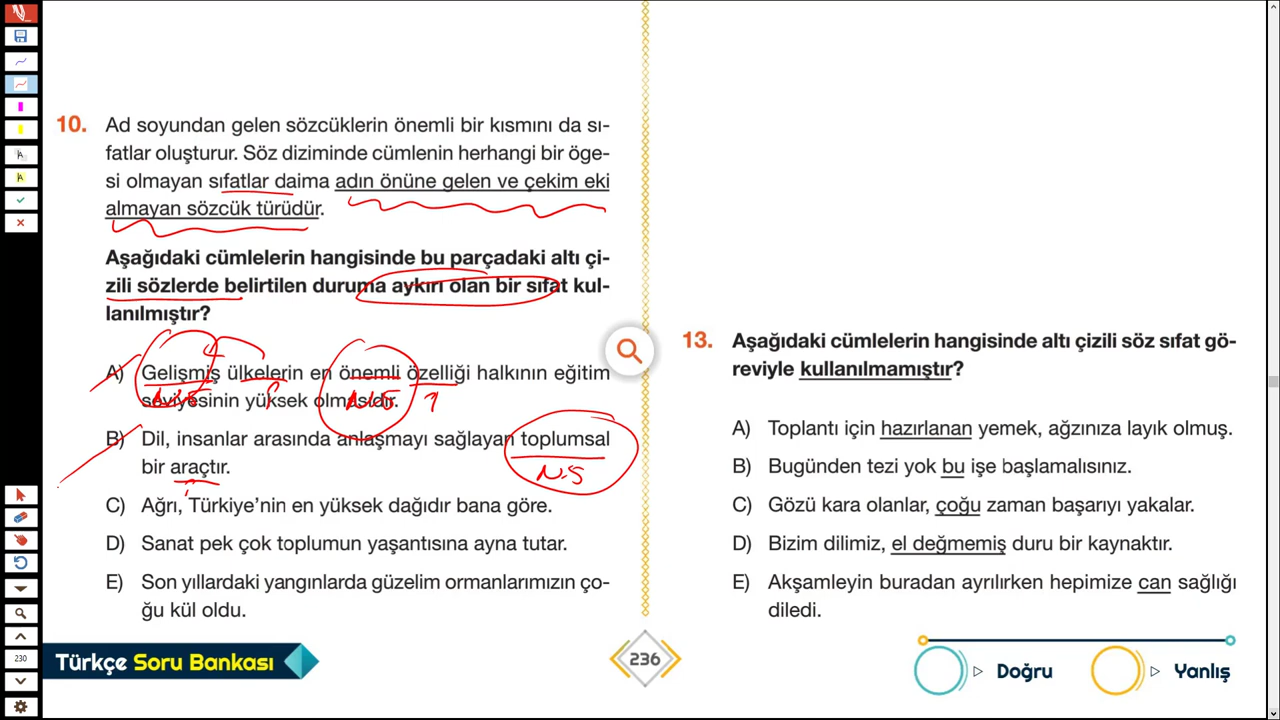 10. Ad soyundan gelen sözcüklerin önemli bir kısmını da sı-
fatlar oluşturur. Söz diziminde cümlenin herhangi bir öge-
si olmayan sıfatlar daima adın önüne gelen ve çekim eki
almayan sözcük türüdür.
Aşağıdaki cümlelerin hangisinde bu parçadaki altı çi-
zili sözlerde belirtilen duruma aykırı olan bir sıfat kul-
lanılmıştır?
A) Gelişmiş ülkelerin en önemli özelliği halkının eğitim
seviyesinin yüksek olmasıdır.
N.S
N.S
B) Dil, insanlar arasında anlaşmayı sağlayan toplumsal
bir araçtır.
N.S
C) Ağrı, Türkiye'nin en yüksek dağıdır bana göre.
D) Sanat pek çok toplumun yaşantısına ayna tutar.
E) Son yıllardaki yangınlarda güzelim ormanlarımızın ço-
ğu kül oldu.
13. Aşağıdaki cümlelerin hangisinde altı çizili söz sıfat gö-
reviyle kullanılmamıştır?
A) Toplantı için hazırlanan yemek, ağzınıza layık olmuş.
B) Bugünden tezi yok bu işe başlamalısınız.
C) Gözü kara olanlar, çoğu zaman başarıyı yakalar.
D) Bizim dilimiz, el değmemiş duru bir kaynaktır.
E) Akşamleyin buradan ayrılırken hepimize can sağlığı
diledi.
Türkçe Soru Bankası
236
Doğru
Yanlış
230